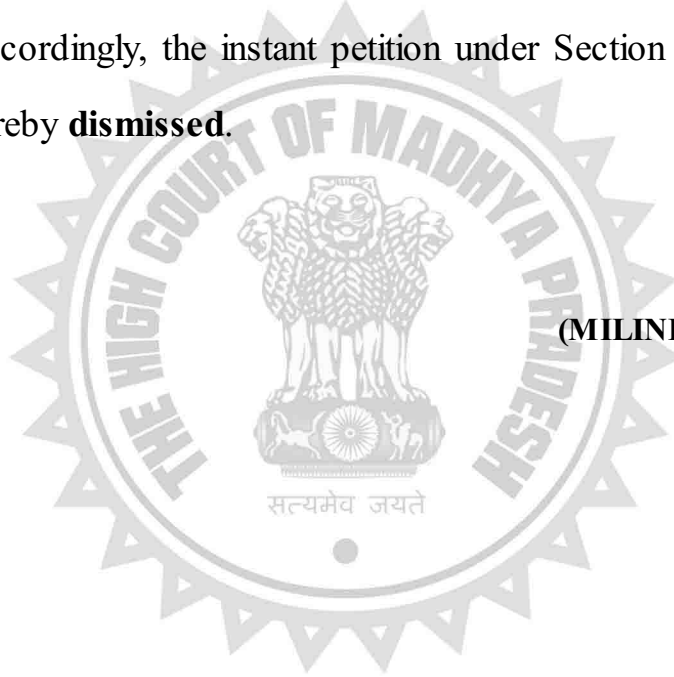 cordingly, the instant petition under Section
reby dismissed.
THE HIGH COURT OF MADHYA PRADESH
(MILIN
सत्यमेव जयते